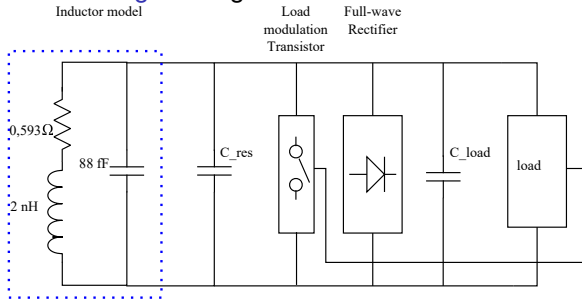 Inductor model
Load
modulation
Transistor
Full-wave
Rectifier
0,593Ω
88 fF
2 nH
C_res
C_load
load